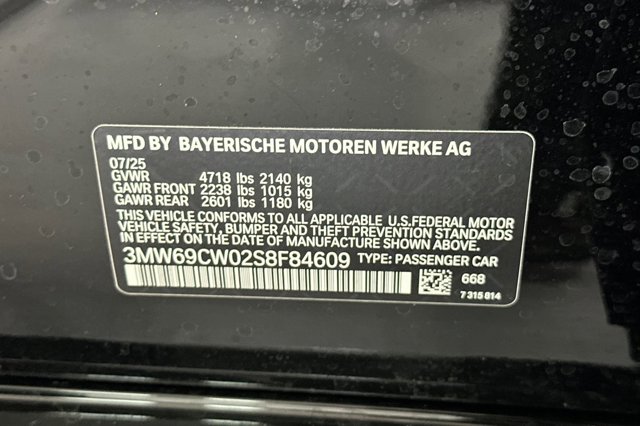 MFD BY BAYERISCHE MOTOREN WERKE AG
07/25
GVWR 4718 lbs 2140 kg
GAWR FRONT 2238 lbs 1015 kg
GAWR REAR 2601 lbs 1180 kg
THIS VEHICLE CONFORMS TO ALL APPLICABLE U.S. FEDERAL MOTOR
VEHICLE SAFETY, BUMPER AND THEFT PREVENTION STANDARDS
IN EFFECT ON THE DATE OF MANUFACTURE SHOWN ABOVE.
3MW69CW02S8F84609 TYPE: PASSENGER CAR
668
7 315 814